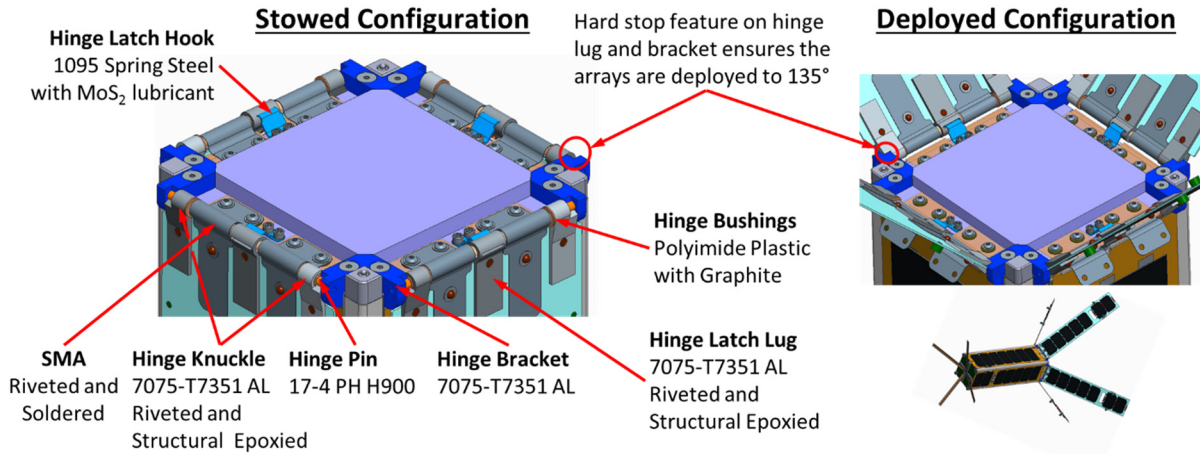 Stowed Configuration
Deployed Configuration
Hinge Latch Hook
1095 Spring Steel
with MoS₂ lubricant
Hard stop feature on hinge
lug and bracket ensures the
arrays are deployed to 135°
Hinge Bushings
Polyimide Plastic
with Graphite
SMA
Riveted and
Soldered
Hinge Knuckle
7075-T7351 AL
Riveted and
Structural Epoxied
Hinge Pin
17-4 PH H900
Hinge Bracket
7075-T7351 AL
Hinge Latch Lug
7075-T7351 AL
Riveted and
Structural Epoxied